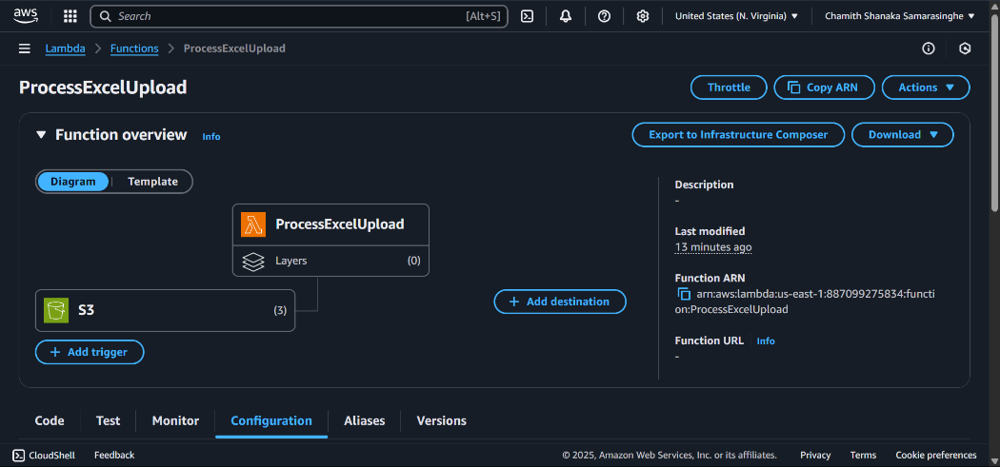 aws
Search [Alt+S]
United States (N. Virginia) Chamith Shanaka Samarasinghe
Lambda Functions ProcessExcelUpload
ProcessExcelUpload
Throttle Copy ARN Actions
Function overview Info
Export to Infrastructure Composer Download
Diagram Template
ProcessExcelUpload
Layers (0)
S3 (3)
Add trigger
Add destination
Description
-
Last modified
13 minutes ago
Function ARN
arn:aws:lambda:us-east-1:887099275834:functi
on:ProcessExcelUpload
Function URL Info
-
Code Test Monitor Configuration Aliases Versions
CloudShell Feedback © 2025, Amazon Web Services, Inc. or its affiliates. Privacy Terms Cookie preferences